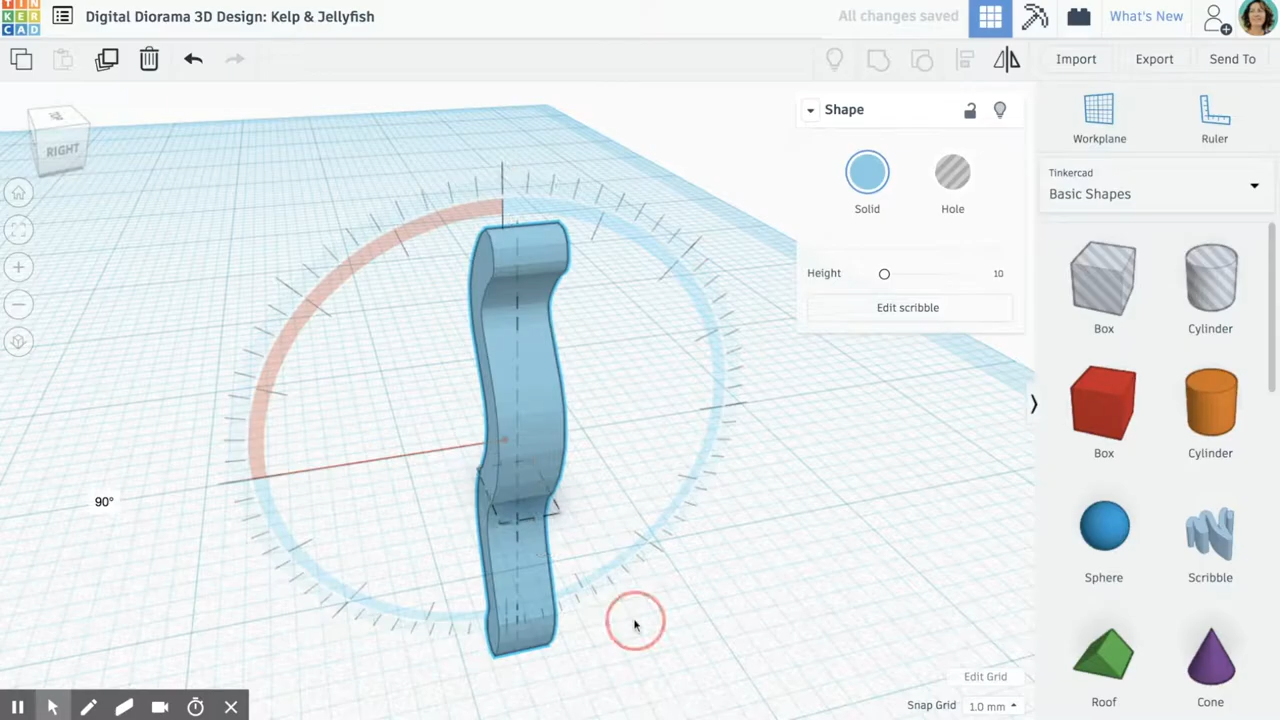 TIN
KER
CAD
Digital Diorama 3D Design: Kelp & Jellyfish
All changes saved
What's New
Import
Export
Send To
RIGHT
Shape
Solid
Hole
Height
10
Edit scribble
Workplane
Ruler
Tinkercad
Basic Shapes
Box
Cylinder
Box
Cylinder
Sphere
Scribble
Roof
Cone
90°
Edit Grid
Snap Grid
1.0 mm